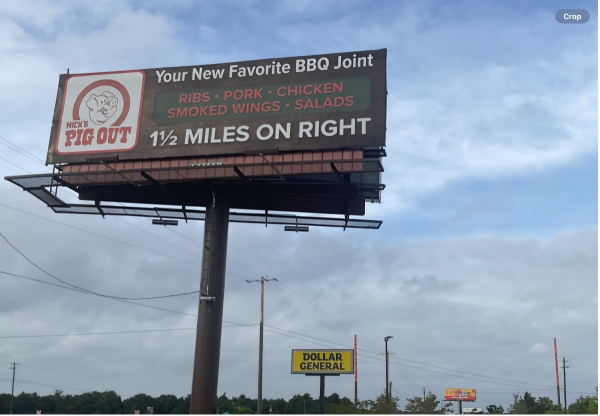 Crop
Your New Favorite BBQ Joint
RIBS • PORK • CHICKEN
SMOKED WINGS • SALADS
1½ MILES ON RIGHT
NICK'S
PIG OUT
DOLLAR
GENERAL